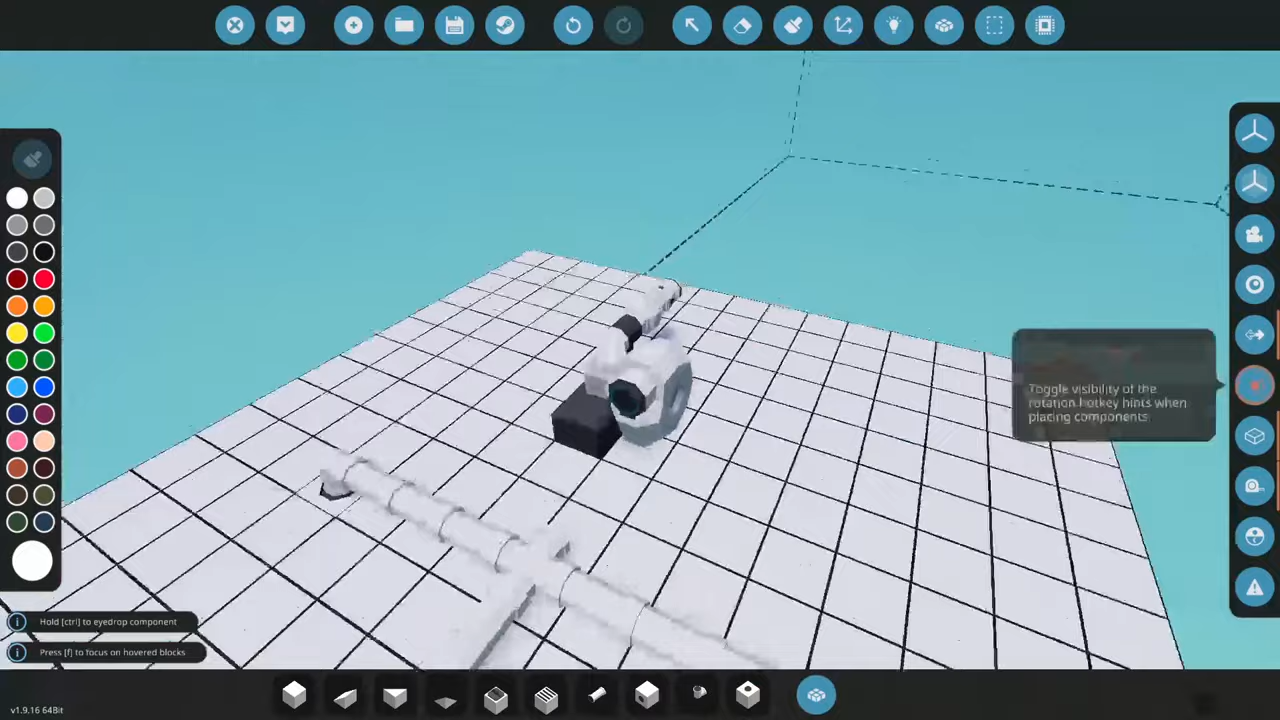 Toggle visibility of the
rotation hotkey hints when
placing components
Hold [ctrl] to eyedrop component
Press [f] to focus on hovered blocks
v1.9.16 64Bit